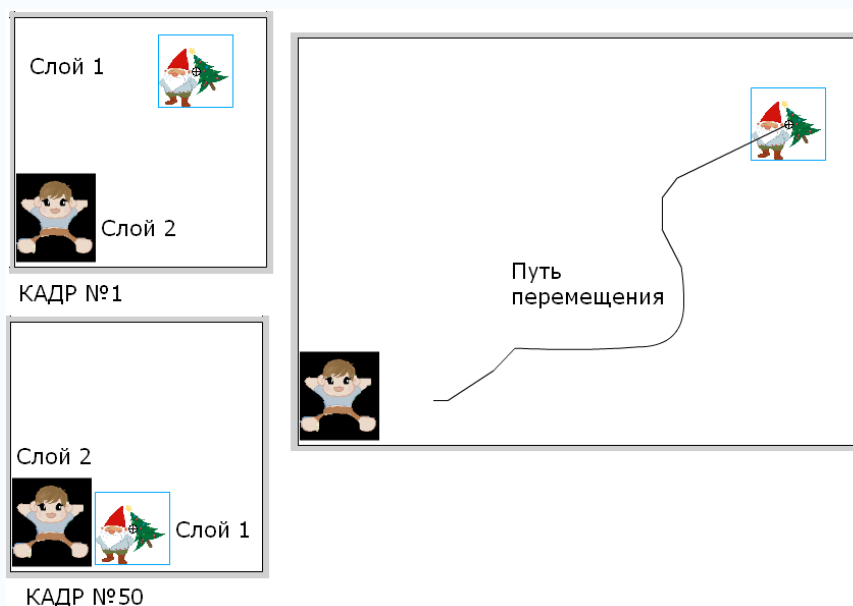 Слой 1
Слой 2
КАДР №1
Путь
перемещения
Слой 2
Слой 1
КАДР №50